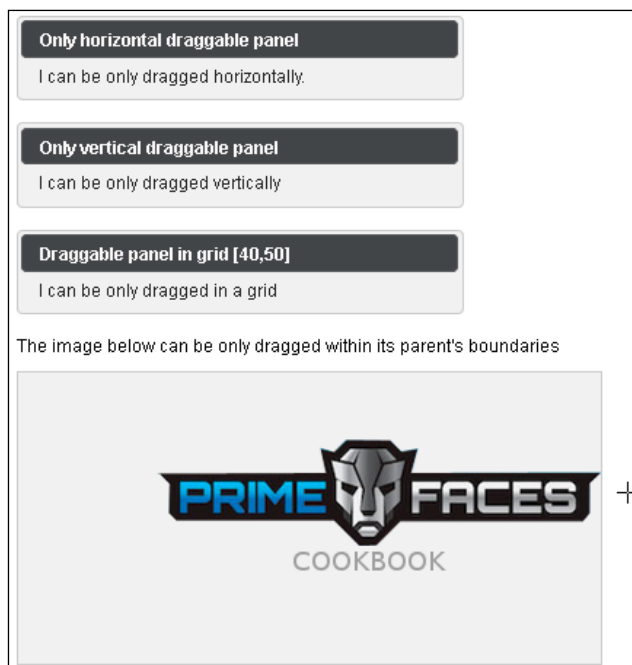 Only horizontal draggable panel
I can be only dragged horizontally.
Only vertical draggable panel
I can be only dragged vertically
Draggable panel in grid [40,50]
I can be only dragged in a grid
The image below can be only dragged within its parent's boundaries
PRIME FACES
COOKBOOK